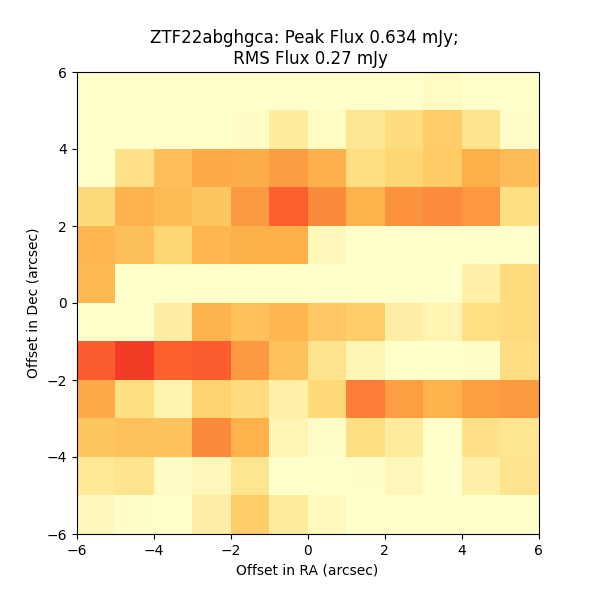 ZTF22abghgca: Peak Flux 0.634 mJy;
RMS Flux 0.27 mJy
6
4
2
0
−2
−4
−6
Offset in Dec (arcsec)
−6 −4 −2 0 2 4 6
Offset in RA (arcsec)